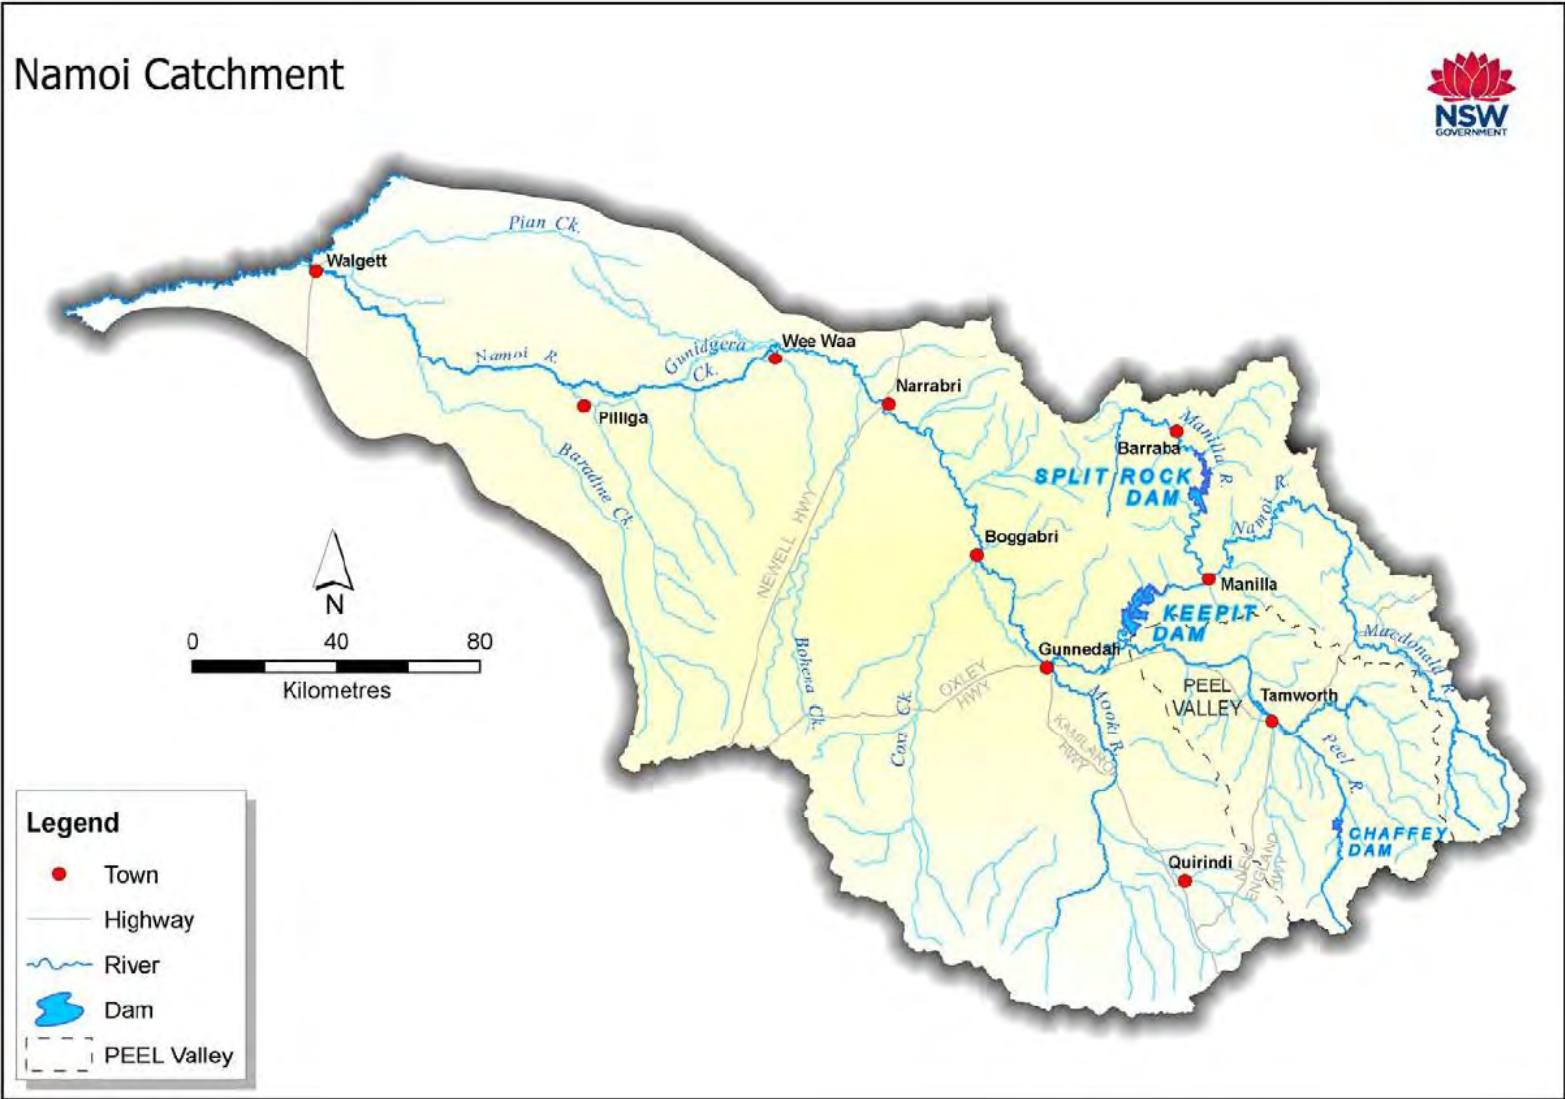 Namoi Catchment
NSW
GOVERNMENT
Pian Ck.
Walgett
Wee Waa
Gunidgera
Ck.
Namoi R.
Narrabri
Pilliga
Manilla R.
Barraba
SPLIT ROCK
DAM
Baradine Ck.
Namoi R.
NEWELL HWY
Boggabri
Manilla
KEEPIT
DAM
N
0 40 80
Kilometres
Gunnedah
Macdonald R.
Bohena Ck.
OXLEY
HWY
PEEL
VALLEY
Tamworth
Mooki R.
Coxs Ck.
KAMILAROI
HWY
Peel R.
CHAFFEY
DAM
Quirindi
NEW
ENGLAND
HWY
Legend
Town
Highway
River
Dam
PEEL Valley